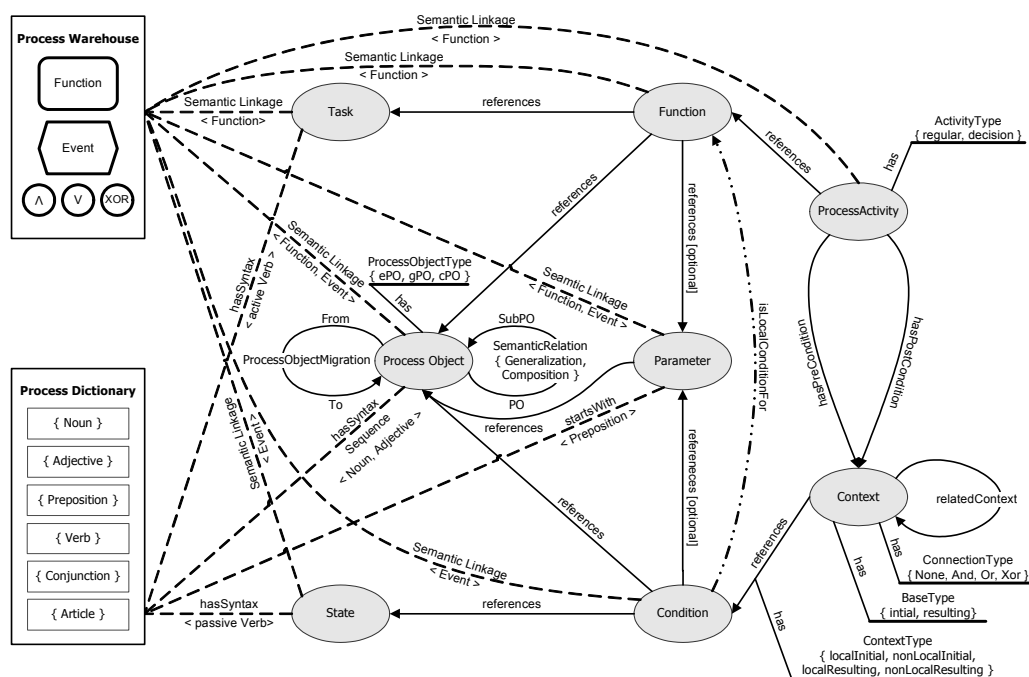 Process Warehouse
Function
Event
Λ
V
XOR
Process Dictionary
{ Noun }
{ Adjective }
{ Preposition }
{ Verb }
{ Conjunction }
{ Article }
Semantic Linkage
< Function >
Semantic Linkage
< Function >
Semantic Linkage
< Function>
Task
references
Function
references
ActivityType
{ regular, decision }
has
ProcessActivity
references
references [optional]
Semantic Linkage
< Function, Event >
hasSyntax
< active Verb >
ProcessObjectType
{ ePO, gPO, cPO }
has
Seamtic Linkage
< Function, Event >
isLocalConditionFor
hasPreCondition
hasPostCondition
From
ProcessObjectMigration
To
Process Object
SubPO
SemanticRelation
{ Generalization,
Composition }
PO
Parameter
references
hasSyntax
Sequence
< Noun, Adjective >
startsWith
< Preposition >
Semantic Linkage
< Event >
references
references [optional]
Context
relatedContext
references
has
has
ConnectionType
{ None, And, Or, Xor }
BaseType
{ intial, resulting}
has
ContextType
{ localInitial, nonLocalInitial,
localResulting, nonLocalResulting }
Semantic Linkage
< Event >
hasSyntax
< passive Verb>
State
references
Condition